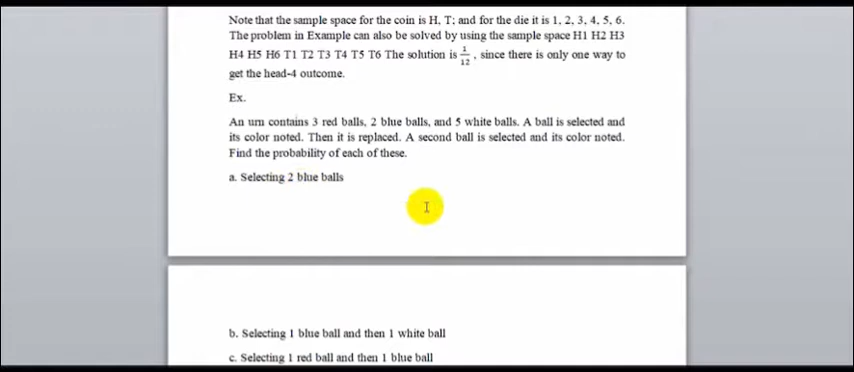 Note that the sample space for the coin is H, T; and for the die it is 1, 2, 3, 4, 5, 6.
The problem in Example can also be solved by using the sample space H1 H2 H3
H4 H5 H6 T1 T2 T3 T4 T5 T6 The solution is 1/12 , since there is only one way to
get the head-4 outcome.
Ex.
An urn contains 3 red balls, 2 blue balls, and 5 white balls. A ball is selected and
its color noted. Then it is replaced. A second ball is selected and its color noted.
Find the probability of each of these.
a. Selecting 2 blue balls
b. Selecting 1 blue ball and then 1 white ball
c. Selecting 1 red ball and then 1 blue ball